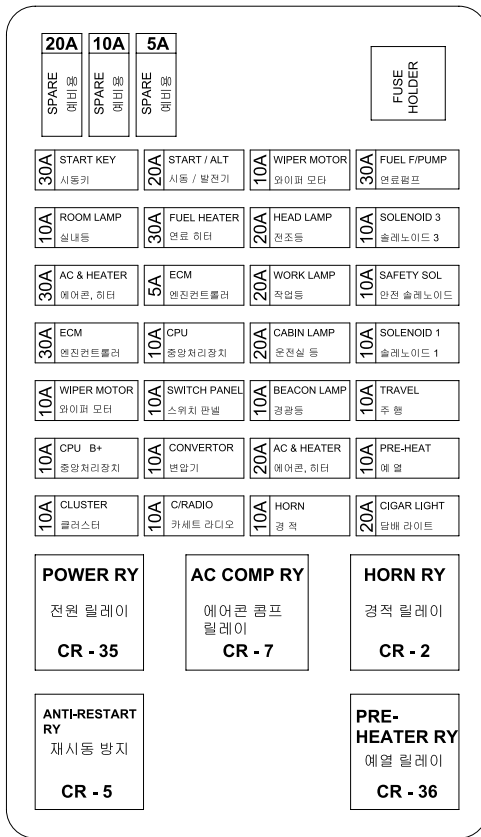 20A 10A 5A
SPARE 예비용
SPARE 예비용
SPARE 예비용
FUSE
HOLDER
30A START KEY
시동키
20A START / ALT
시동 / 발전기
10A WIPER MOTOR
와이퍼 모타
30A FUEL F/PUMP
연료펌프
10A ROOM LAMP
실내등
30A FUEL HEATER
연료 히터
20A HEAD LAMP
전조등
10A SOLENOID 3
솔레노이드 3
30A AC & HEATER
에어콘, 히터
5A ECM
엔진컨트롤러
20A WORK LAMP
작업등
10A SAFETY SOL
안전 솔레노이드
30A ECM
엔진컨트롤러
10A CPU
중앙처리장치
20A CABIN LAMP
운전실 등
10A SOLENOID 1
솔레노이드 1
10A WIPER MOTOR
와이퍼 모터
10A SWITCH PANEL
스위치 판넬
10A BEACON LAMP
경광등
10A TRAVEL
주 행
10A CPU B+
중앙처리장치
10A CONVERTOR
변압기
20A AC & HEATER
에어콘, 히터
10A PRE-HEAT
예 열
10A CLUSTER
클러스터
10A C/RADIO
카세트 라디오
10A HORN
경 적
20A CIGAR LIGHT
담배 라이트
POWER RY
전원 릴레이
CR - 35
AC COMP RY
에어콘 콤프
릴레이
CR - 7
HORN RY
경적 릴레이
CR - 2
ANTI-RESTART
RY
재시동 방지
CR - 5
PRE-
HEATER RY
예열 릴레이
CR - 36